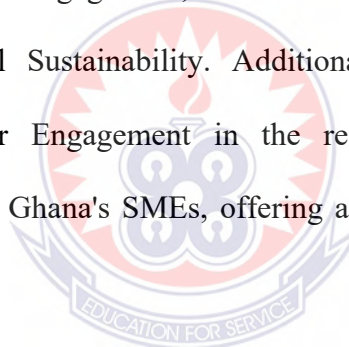 l Sustainability. Additiona
r Engagement in the re
Ghana's SMEs, offering a
EDUCATION FOR SERVICE